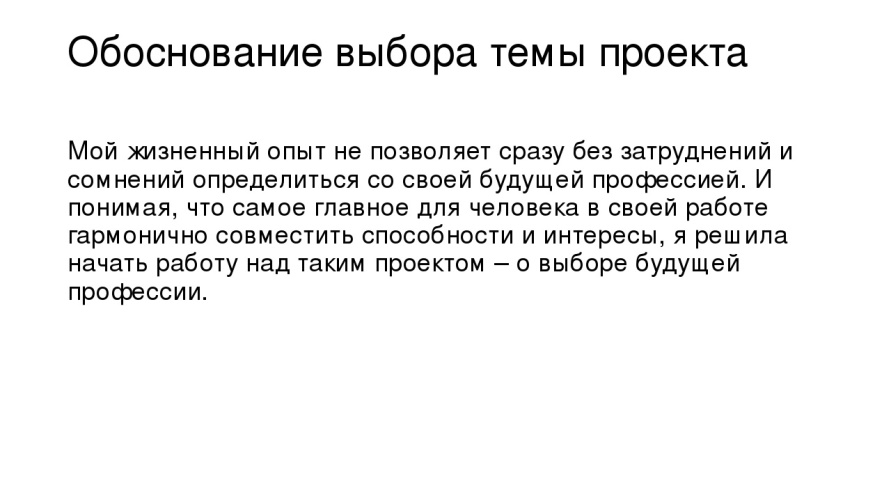 Обоснование выбора темы проекта
Мой жизненный опыт не позволяет сразу без затруднений и
сомнений определиться со своей будущей профессией. И
понимая, что самое главное для человека в своей работе
гармонично совместить способности и интересы, я решила
начать работу над таким проектом – о выборе будущей
профессии.